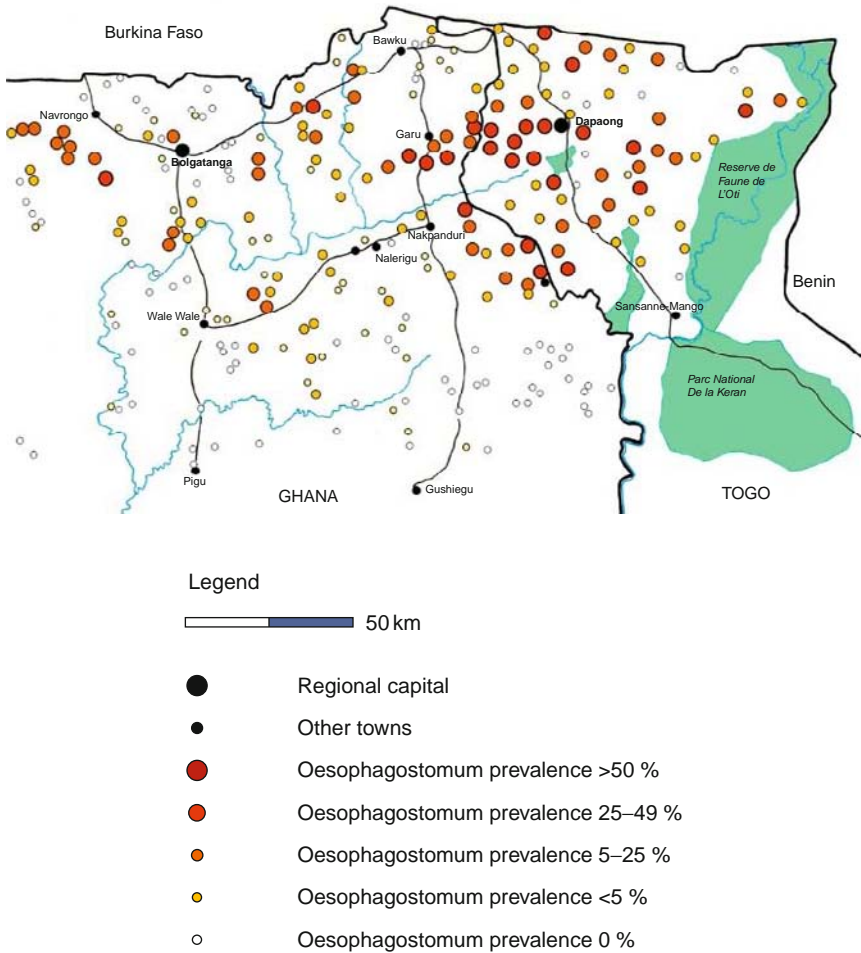 Burkina Faso
Bawku
Navrongo
Garu
Dapaong
Bolgatanga
Reserve de
Faune de
L'Oti
Nakpanduri
Nalerigu
Benin
Wale Wale
Sansanne-Mango
Parc National
De la Keran
Pigu
GHANA
Gushiegu
TOGO
Legend
50 km
Regional capital
Other towns
Oesophagostomum prevalence >50 %
Oesophagostomum prevalence 25–49 %
Oesophagostomum prevalence 5–25 %
Oesophagostomum prevalence <5 %
Oesophagostomum prevalence 0 %